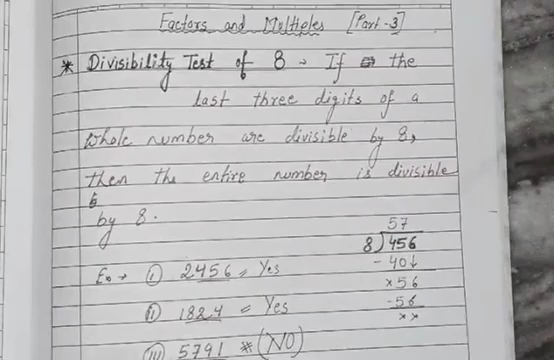 Factors and Multiples [Part-3]
* Divisibility Test of 8 → If the
last three digits of a
whole number are divisible by 8,
then the entire number is divisible
by 8.
Ex → (i) 2456 = Yes
(ii) 1824 = Yes
(iii) 5791 * (NO)
57
8)456
-40↓
×56
-56
××